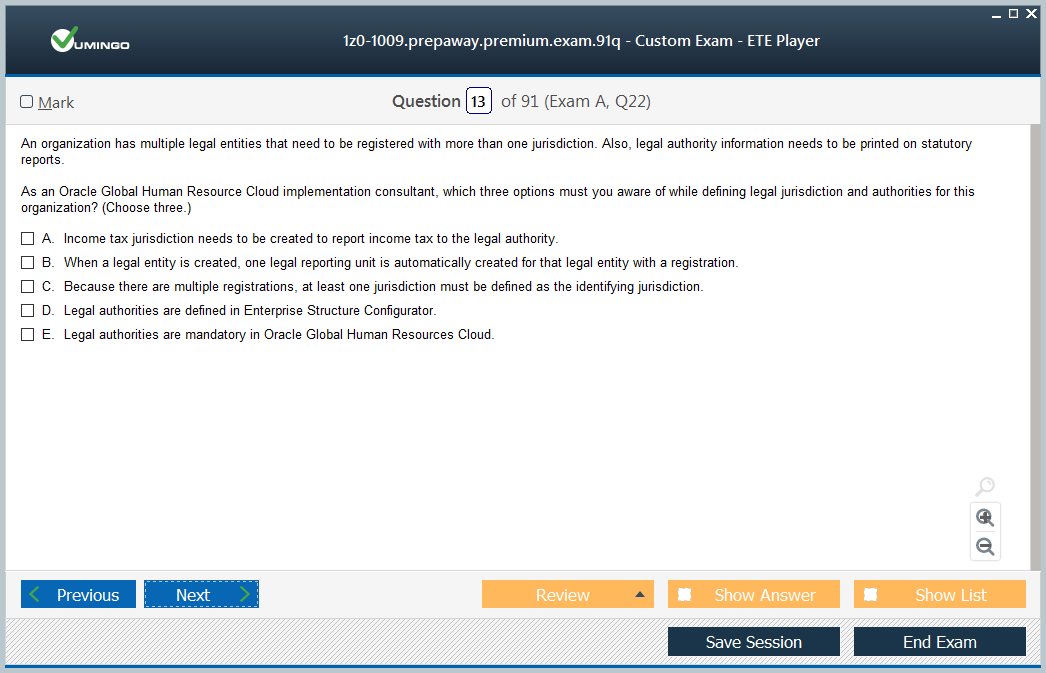 VUMINGO
1z0-1009.prepaway.premium.exam.91q - Custom Exam - ETE Player
Mark
Question 13 of 91 (Exam A, Q22)
An organization has multiple legal entities that need to be registered with more than one jurisdiction. Also, legal authority information needs to be printed on statutory
reports.
As an Oracle Global Human Resource Cloud implementation consultant, which three options must you aware of while defining legal jurisdiction and authorities for this
organization? (Choose three.)
A. Income tax jurisdiction needs to be created to report income tax to the legal authority.
B. When a legal entity is created, one legal reporting unit is automatically created for that legal entity with a registration.
C. Because there are multiple registrations, at least one jurisdiction must be defined as the identifying jurisdiction.
D. Legal authorities are defined in Enterprise Structure Configurator.
E. Legal authorities are mandatory in Oracle Global Human Resources Cloud.
Previous
Next
Review
Show Answer
Show List
Save Session
End Exam